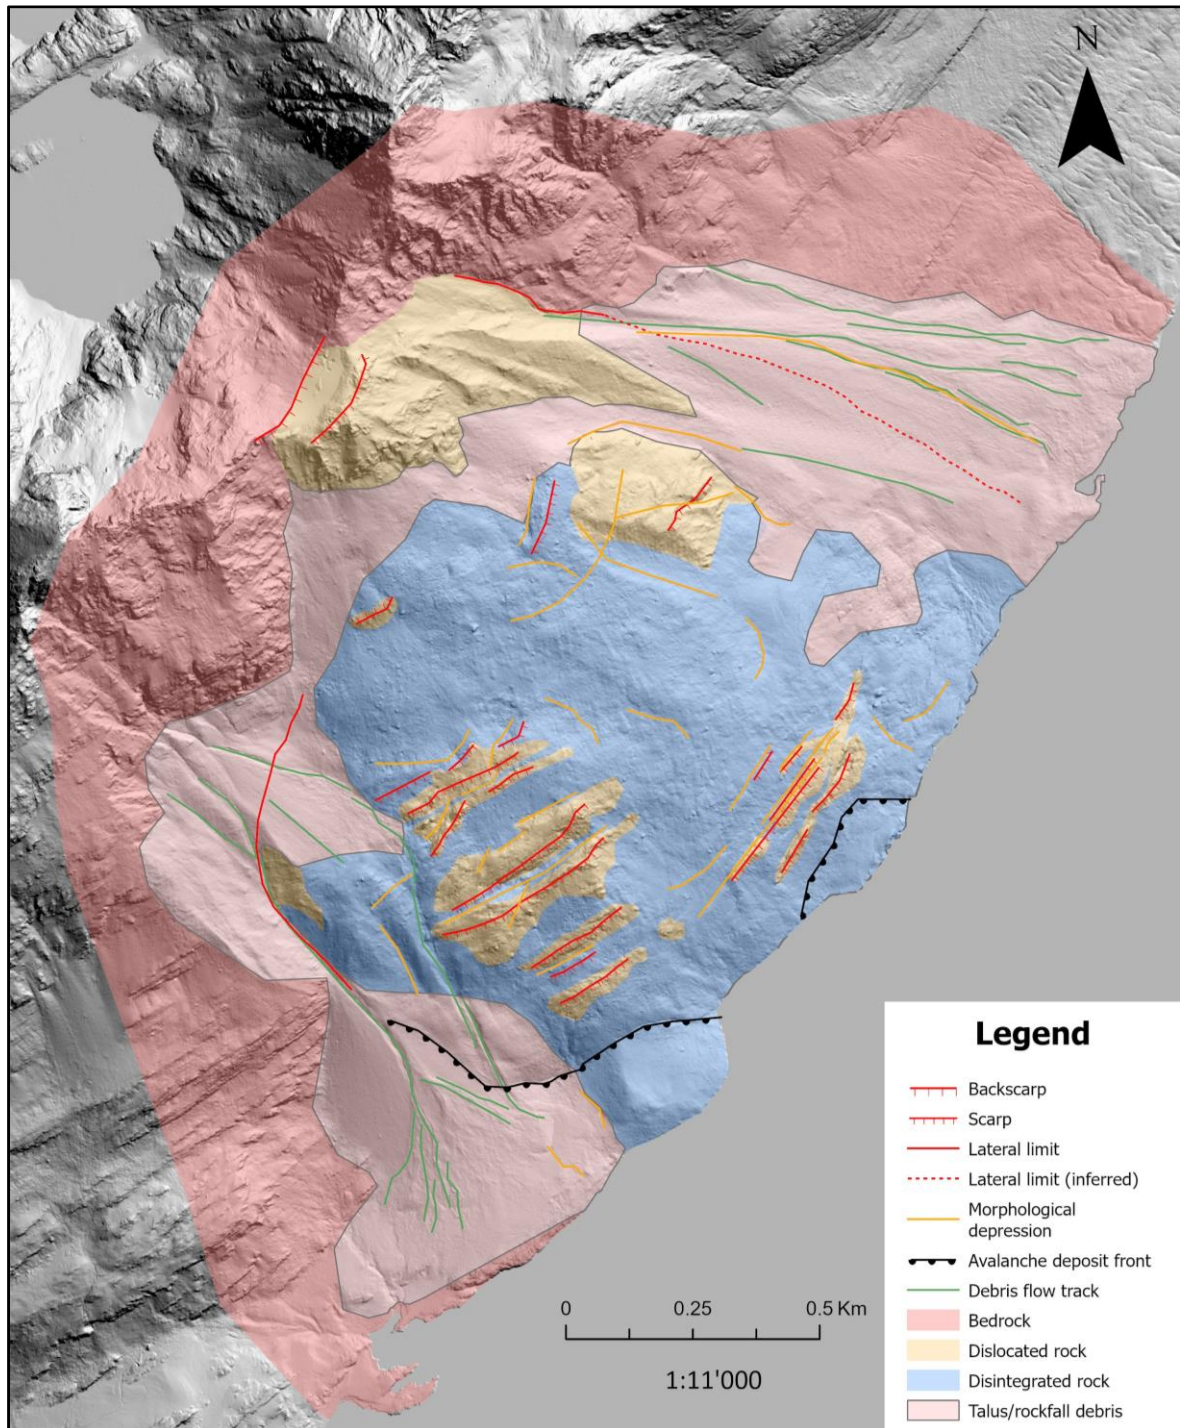 N
Legend
Backscarp
Scarp
Lateral limit
Lateral limit (inferred)
Morphological
depression
Avalanche deposit front
Debris flow track
Bedrock
Dislocated rock
Disintegrated rock
Talus/rockfall debris
0 0.25 0.5 Km
1:11'000